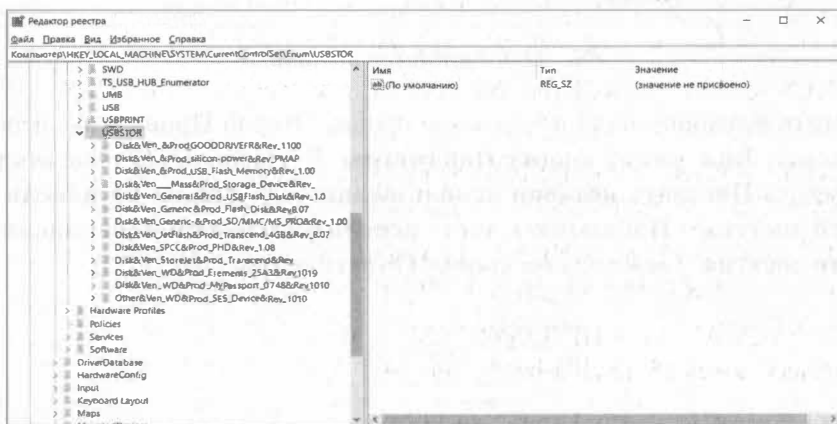 Редактор реестра
Файл Правка Вид Избранное Справка
Компьютер\HKEY_LOCAL_MACHINE\SYSTEM\CurrentControlSet\Enum\USBSTOR
SWD
TS_USB_HUB_Enumerator
UMB
USB
USBPRINT
USBSTOR
Disk&Ven_&Prod_GOODDRIVEFR&Rev_1100
Disk&Ven_&Prod_silicon-power&Rev_PMAP
Disk&Ven_&Prod_USB_Flash_Memory&Rev_1.00
Disk&Ven___Mass&Prod_Storage_Device&Rev_
Disk&Ven_General&Prod_USB_Flash_Disk&Rev_1.0
Disk&Ven_Generic&Prod_Flash_Disk&Rev_8.07
Disk&Ven_Generic-&Prod_SD/MMC/MS_PRO&Rev_1.00
Disk&Ven_JetFlash&Prod_Transcend_4GB&Rev_8.07
Disk&Ven_SPCC&Prod_PHD&Rev_1.08
Disk&Ven_StoreJet&Prod_Transcend&Rev_
Disk&Ven_WD&Prod_Elements_25A3&Rev_1019
Disk&Ven_WD&Prod_My_Passport_0748&Rev_1010
Other&Ven_WD&Prod_SES_Device&Rev_1010
Hardware Profiles
Policies
Services
Software
DriverDatabase
HardwareConfig
Input
Keyboard Layout
Maps
Имя Тип Значение
(По умолчанию) REG_SZ (значение не присвоено)